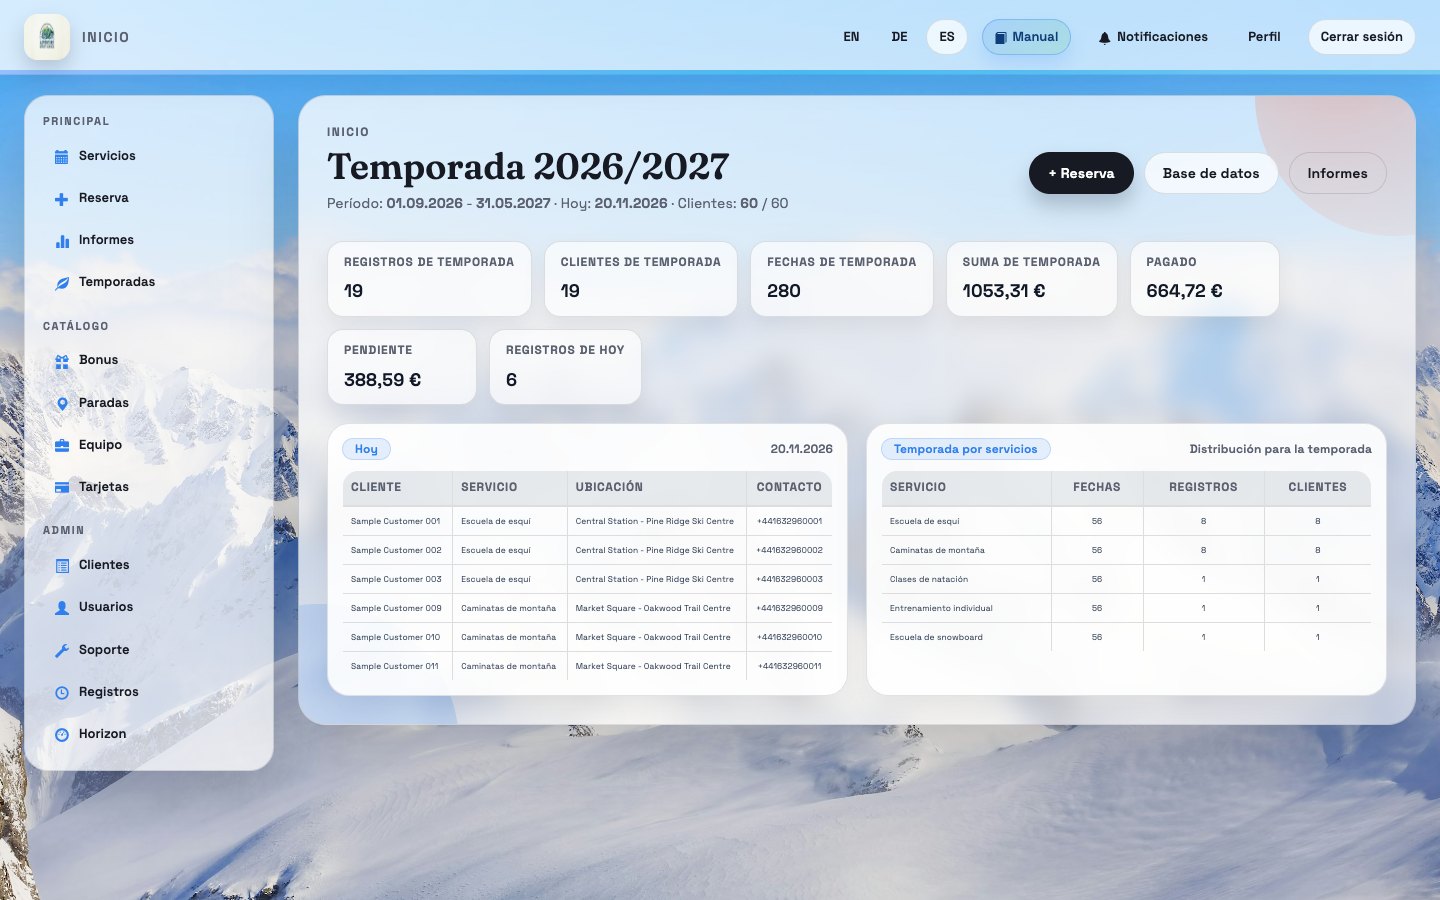 INICIO
EN DE ES Manual Notificaciones Perfil Cerrar sesión
PRINCIPAL
Servicios
Reserva
Informes
Temporadas
CATÁLOGO
Bonus
Paradas
Equipo
Tarjetas
ADMIN
Clientes
Usuarios
Soporte
Registros
Horizon
INICIO
Temporada 2026/2027
Período: 01.09.2026 - 31.05.2027 · Hoy: 20.11.2026 · Clientes: 60 / 60
+ Reserva Base de datos Informes
REGISTROS DE TEMPORADA
19
CLIENTES DE TEMPORADA
19
FECHAS DE TEMPORADA
280
SUMA DE TEMPORADA
1053,31 €
PAGADO
664,72 €
PENDIENTE
388,59 €
REGISTROS DE HOY
6
Hoy 20.11.2026
CLIENTE SERVICIO UBICACIÓN CONTACTO
Sample Customer 001 Escuela de esquí Central Station - Pine Ridge Ski Centre +441632960001
Sample Customer 002 Escuela de esquí Central Station - Pine Ridge Ski Centre +441632960002
Sample Customer 003 Escuela de esquí Central Station - Pine Ridge Ski Centre +441632960003
Sample Customer 009 Caminatas de montaña Market Square - Oakwood Trail Centre +441632960009
Sample Customer 010 Caminatas de montaña Market Square - Oakwood Trail Centre +441632960010
Sample Customer 011 Caminatas de montaña Market Square - Oakwood Trail Centre +441632960011
Temporada por servicios Distribución para la temporada
SERVICIO FECHAS REGISTROS CLIENTES
Escuela de esquí 56 8 8
Caminatas de montaña 56 8 8
Clases de natación 56 1 1
Entrenamiento individual 56 1 1
Escuela de snowboard 56 1 1